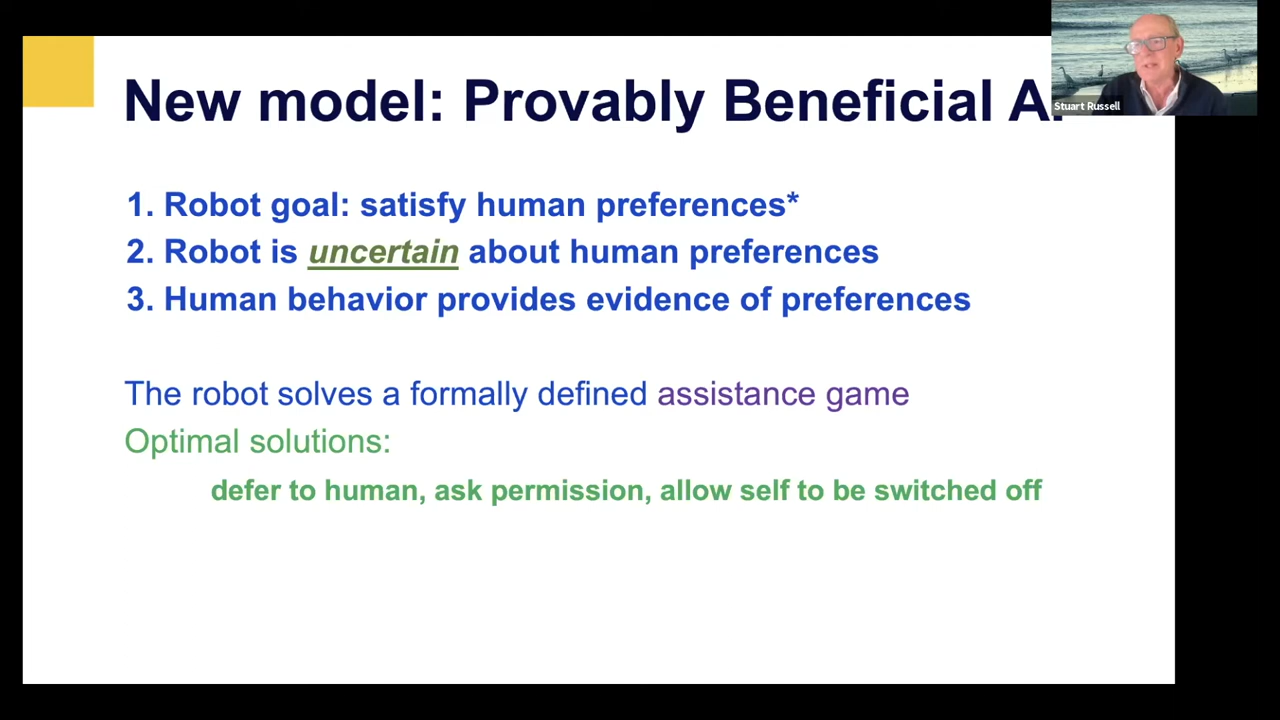 New model: Provably Beneficial
Stuart Russell
1. Robot goal: satisfy human preferences*
2. Robot is uncertain about human preferences
3. Human behavior provides evidence of preferences
The robot solves a formally defined assistance game
Optimal solutions:
defer to human, ask permission, allow self to be switched off